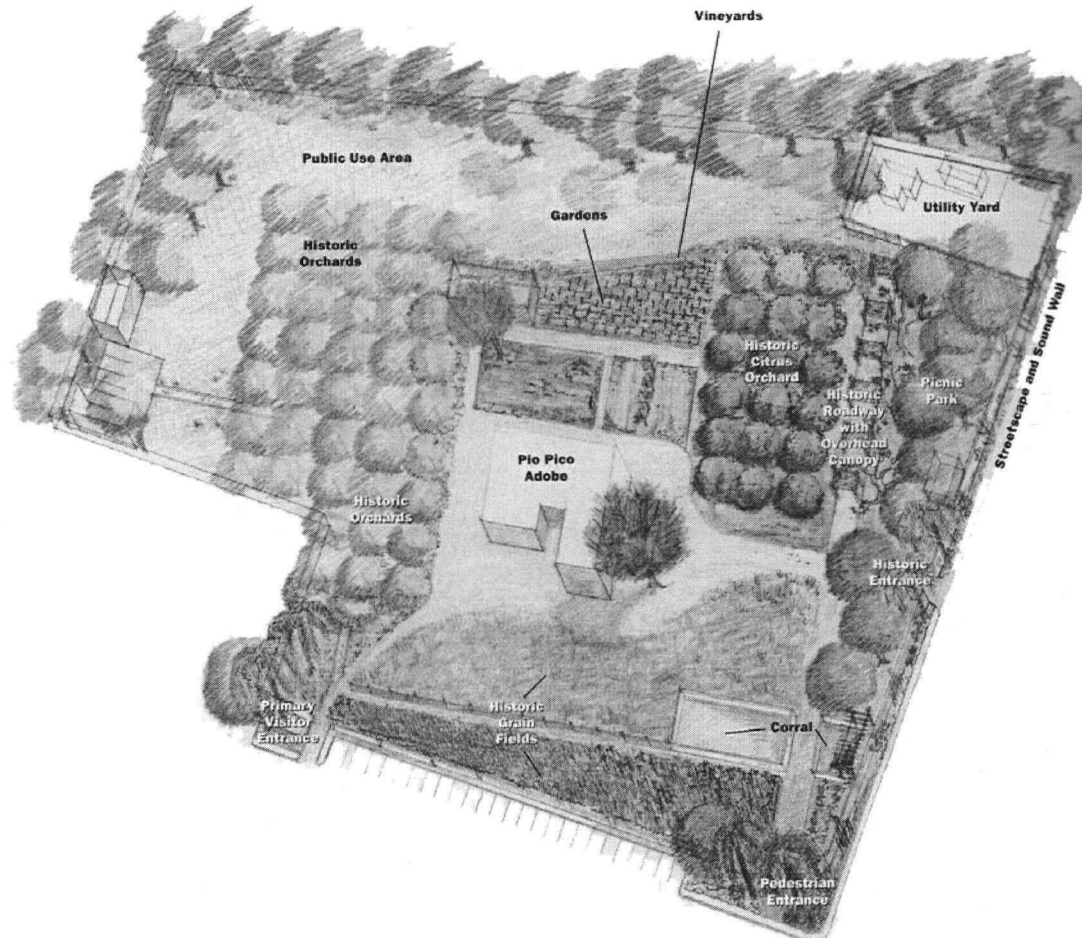 Vineyards
Public Use Area
Utility Yard
Gardens
Historic
Orchards
Streetscape and Sound Wall
Historic
Citrus
Orchard
Picnic
Park
Historic
Roadway
with
Overhead
Canopy
Pio Pico
Adobe
Historic
Orchards
Historic
Entrance
Primary
Visitor
Entrance
Historic
Grain
Fields
Corral
Pedestrian
Entrance